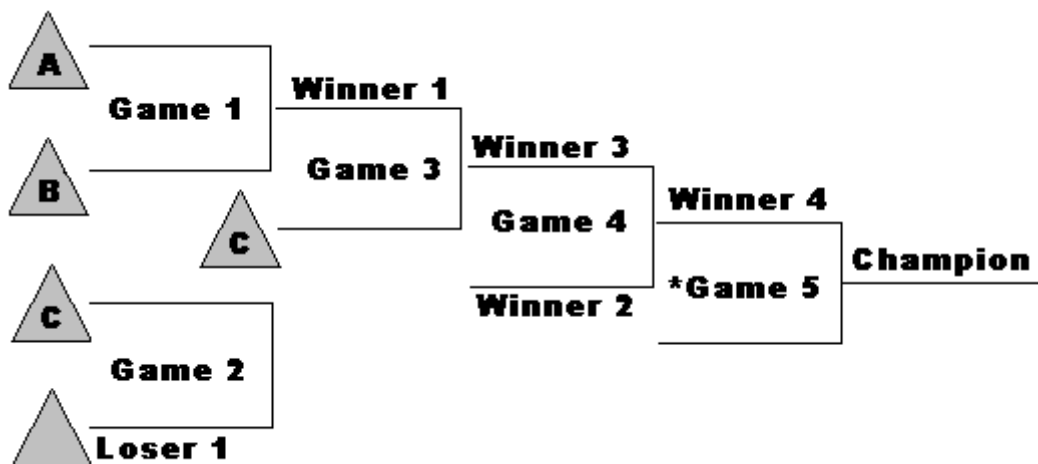 A
Game 1
B
Winner 1
Game 3
C
Winner 3
Game 4
Winner 2
Winner 4
*Game 5
Champion
C
Game 2
Loser 1